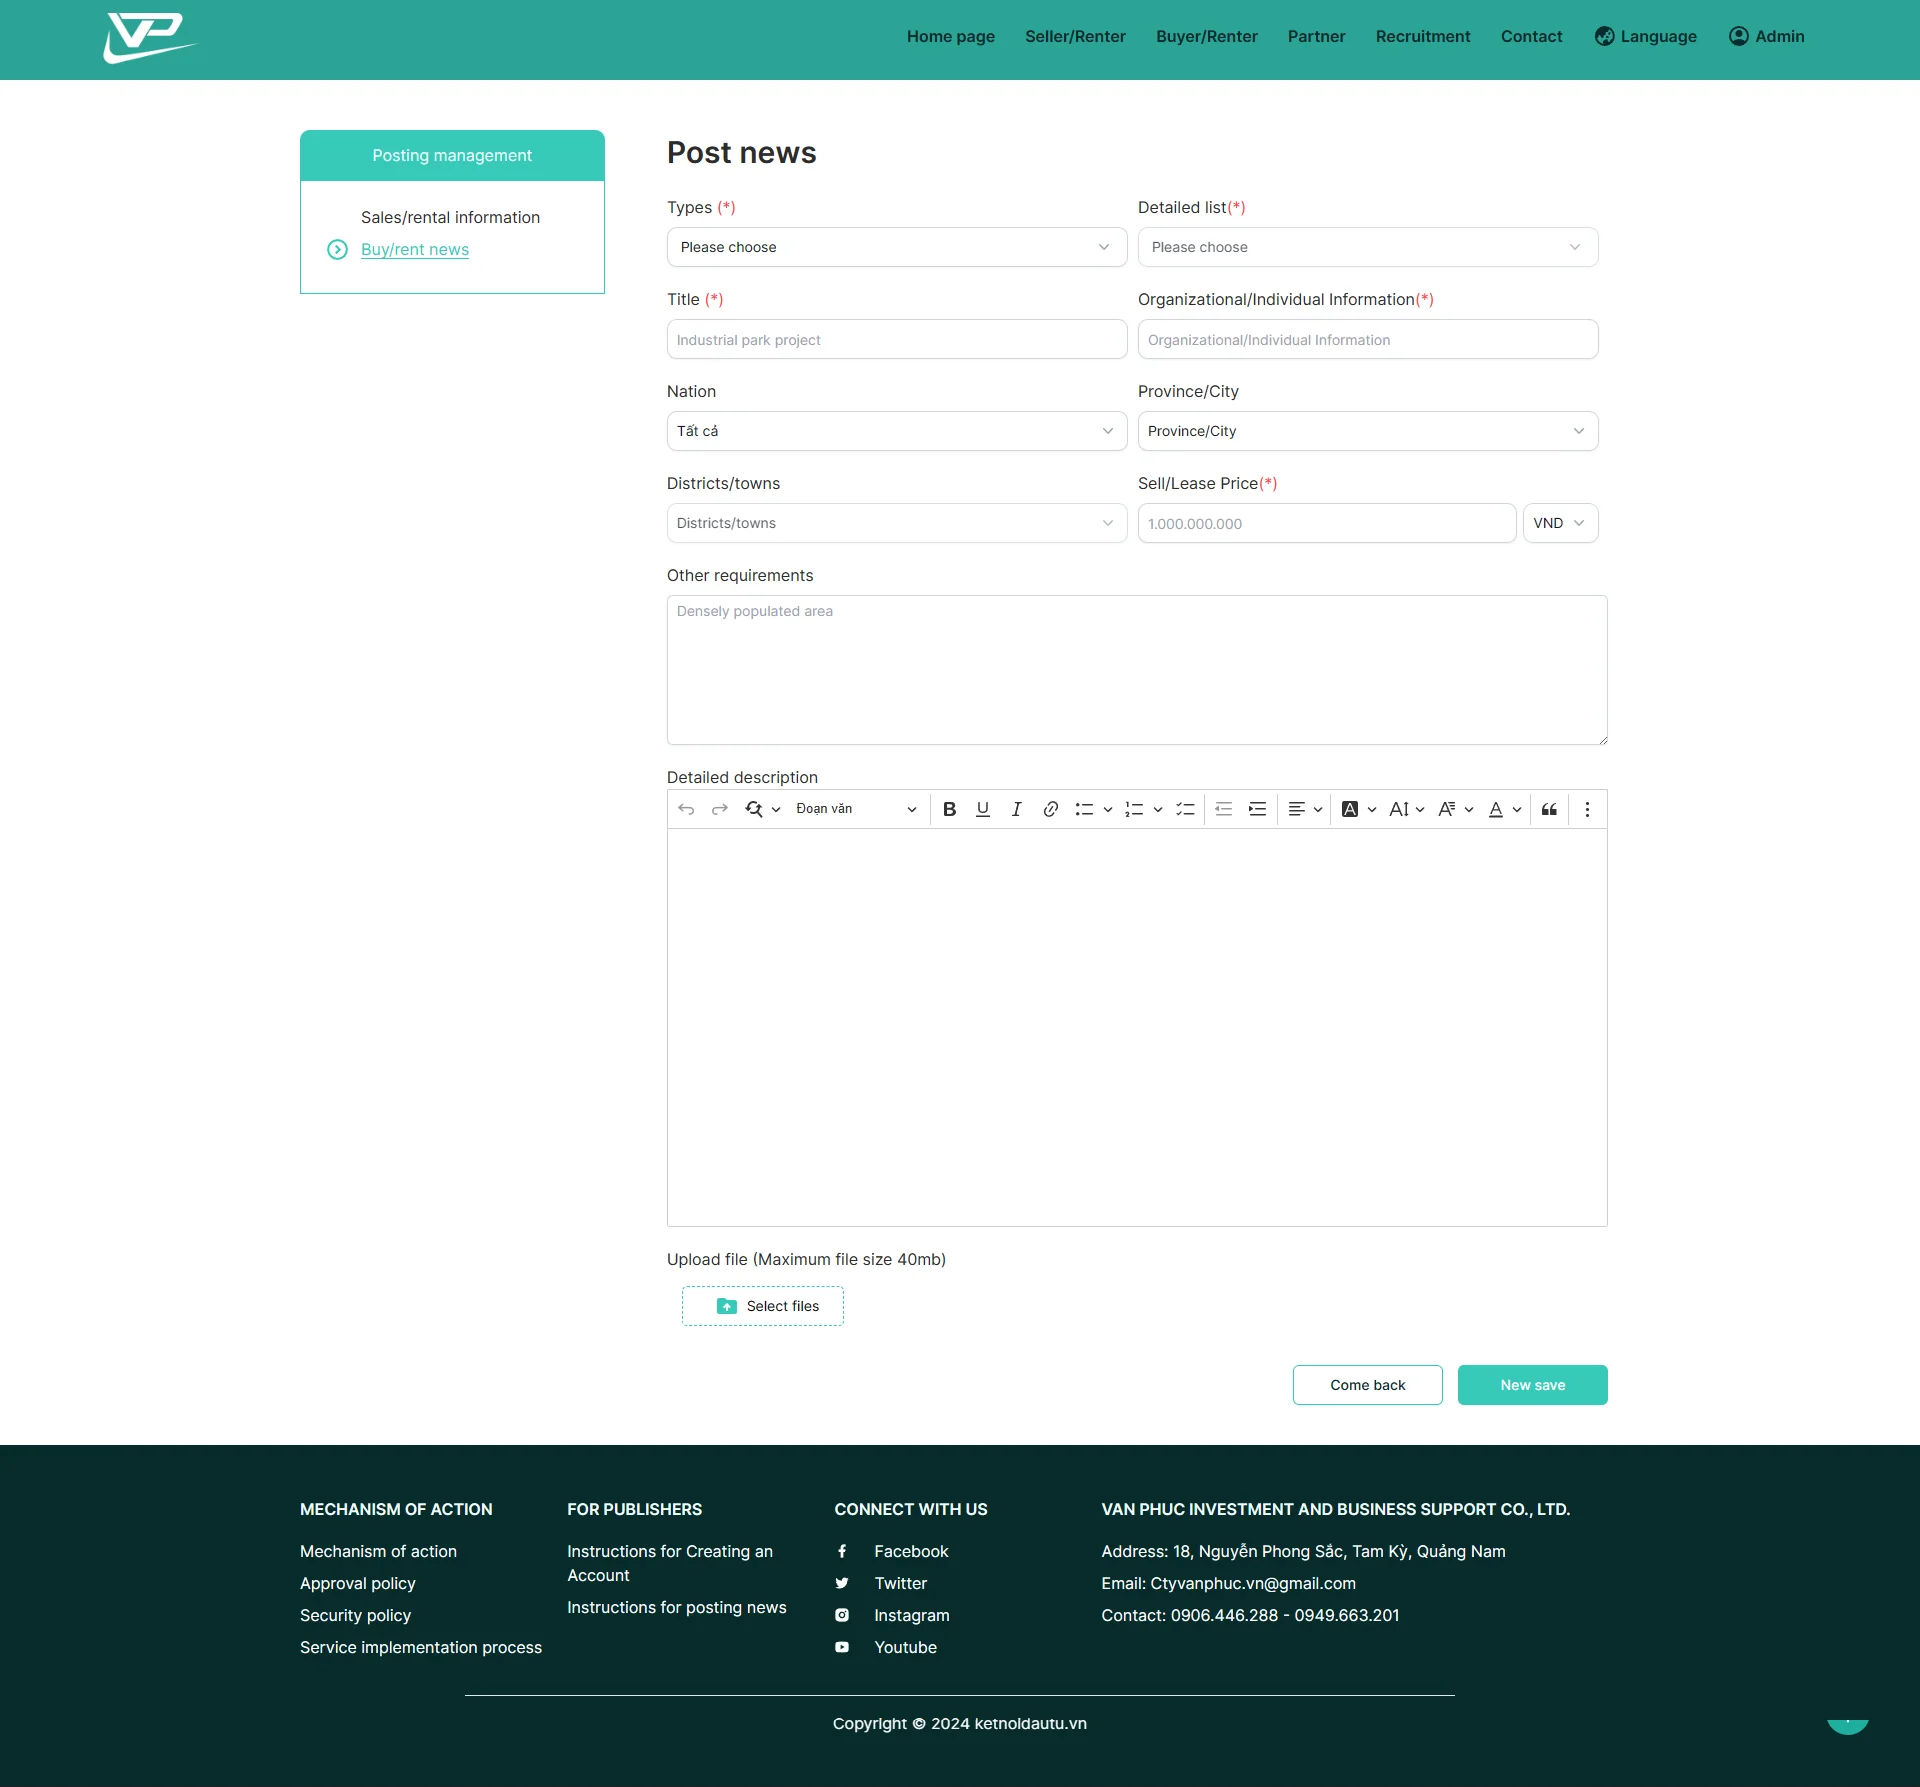 VP
Home page Seller/Renter Buyer/Renter Partner Recruitment Contact Language Admin
Posting management
Sales/rental information
Buy/rent news
Post news
Types (*) Detailed list(*)
Please choose Please choose
Title (*) Organizational/Individual Information(*)
Industrial park project Organizational/Individual Information
Nation Province/City
Tất cả Province/City
Districts/towns Sell/Lease Price(*)
Districts/towns 1.000.000.000 VND
Other requirements
Densely populated area
Detailed description
Đoạn văn
Upload file (Maximum file size 40mb)
Select files
Come back New save
MECHANISM OF ACTION
Mechanism of action
Approval policy
Security policy
Service implementation process
FOR PUBLISHERS
Instructions for Creating an
Account
Instructions for posting news
CONNECT WITH US
Facebook
Twitter
Instagram
Youtube
VAN PHUC INVESTMENT AND BUSINESS SUPPORT CO., LTD.
Address: 18, Nguyễn Phong Sắc, Tam Kỳ, Quảng Nam
Email: Ctyvanphuc.vn@gmail.com
Contact: 0906.446.288 - 0949.663.201
Copyright © 2024 ketnoidautu.vn